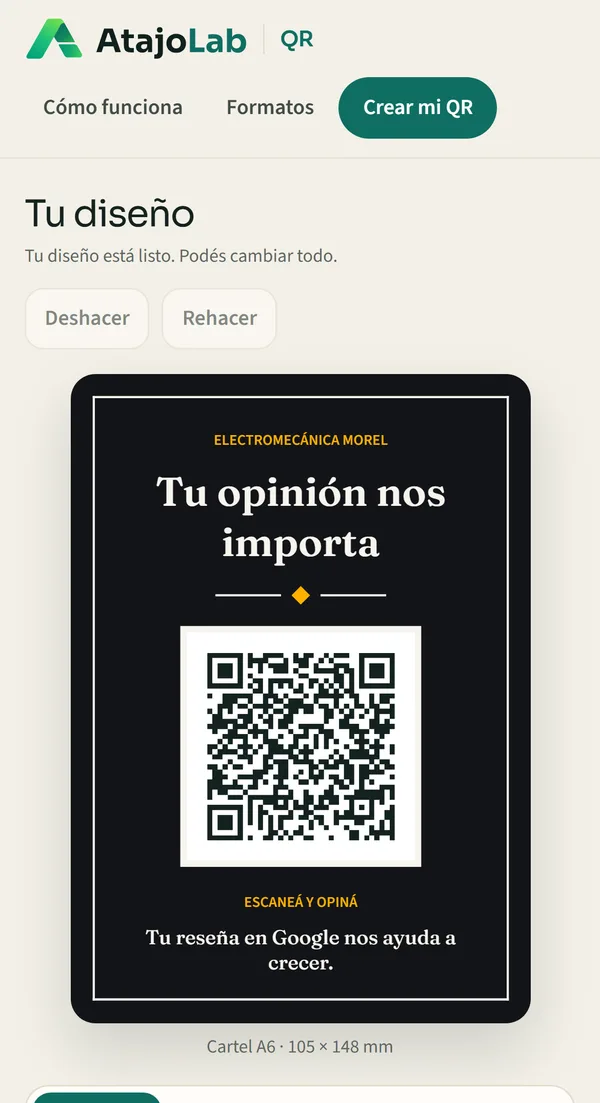 AtajoLab QR
Cómo funciona Formatos Crear mi QR
Tu diseño
Tu diseño está listo. Podés cambiar todo.
Deshacer Rehacer
ELECTROMECÁNICA MOREL
Tu opinión nos
importa
ESCANEÁ Y OPINÁ
Tu reseña en Google nos ayuda a
crecer.
Cartel A6 · 105 × 148 mm